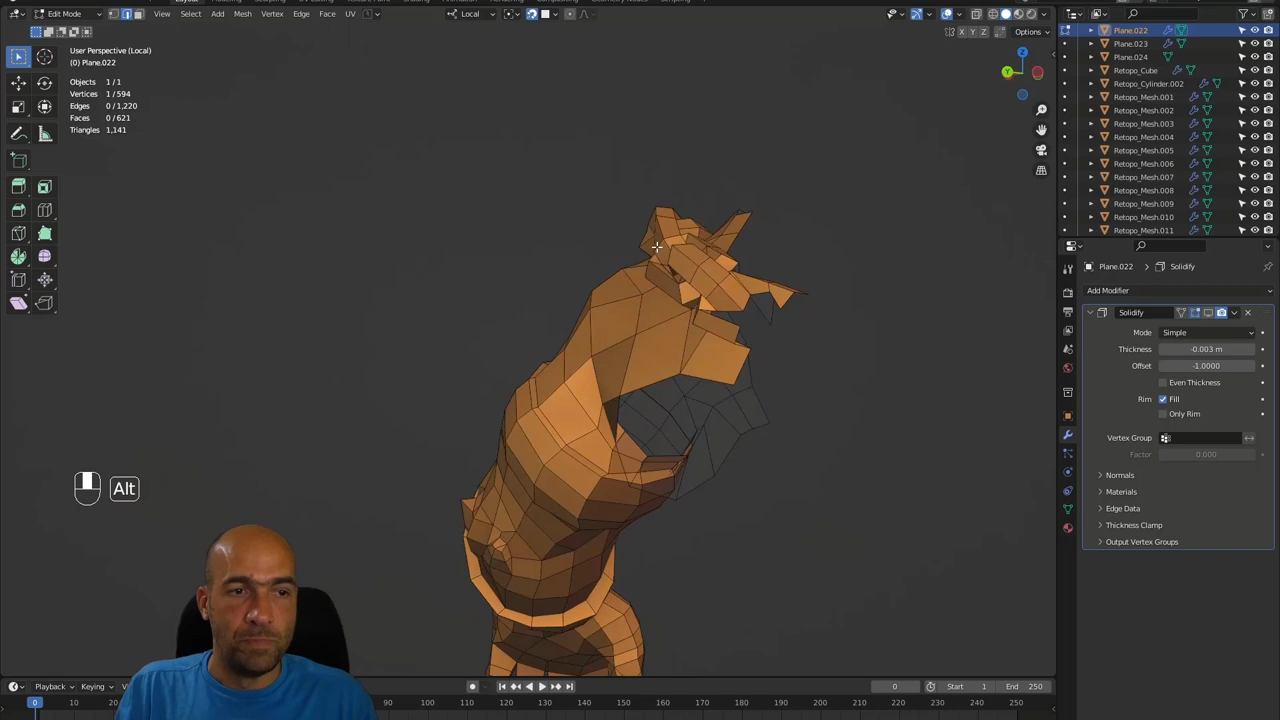 Edit Mode
View Select Add Mesh Vertex Edge Face UV
Local
Options
X Y Z
User Perspective (Local)
(0) Plane.022
Objects 1 / 1
Vertices 1 / 594
Edges 0 / 1,220
Faces 0 / 621
Triangles 1,141
Z
Y
Alt
Plane.022
Plane.023
Plane.024
Retopo_Cube
Retopo_Cylinder.002
Retopo_Mesh.001
Retopo_Mesh.002
Retopo_Mesh.003
Retopo_Mesh.004
Retopo_Mesh.005
Retopo_Mesh.006
Retopo_Mesh.007
Retopo_Mesh.008
Retopo_Mesh.009
Retopo_Mesh.010
Retopo_Mesh.011
Plane.022 > Solidify
Add Modifier
Solidify
Mode Simple
Thickness -0.003 m
Offset -1.0000
Even Thickness
Rim Fill
Only Rim
Vertex Group
Factor 0.000
Normals
Materials
Edge Data
Thickness Clamp
Output Vertex Groups
Playback Keying
0 Start 1 End 250
0 10 20 30 40 50 60 70 80 90 100 110 120 130 140 150 160 170 180 190 200 210 220 230 240 250